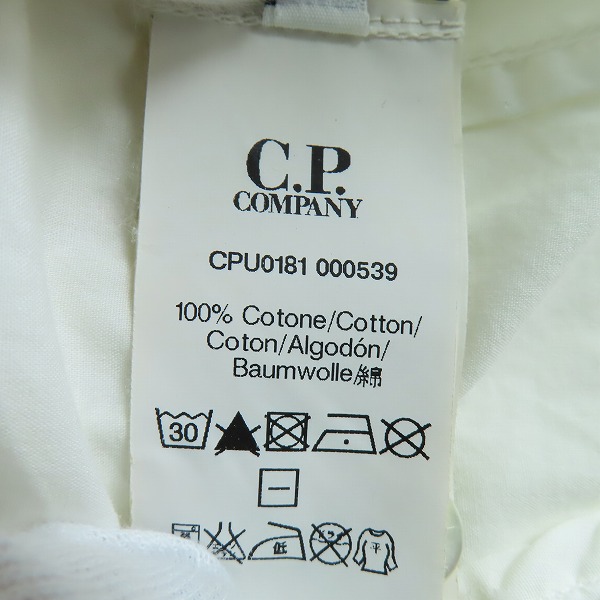 C.P.
COMPANY
CPU0181 000539
100% Cotone/Cotton/
Coton/Algodón/
Baumwolle綿
30
低
平